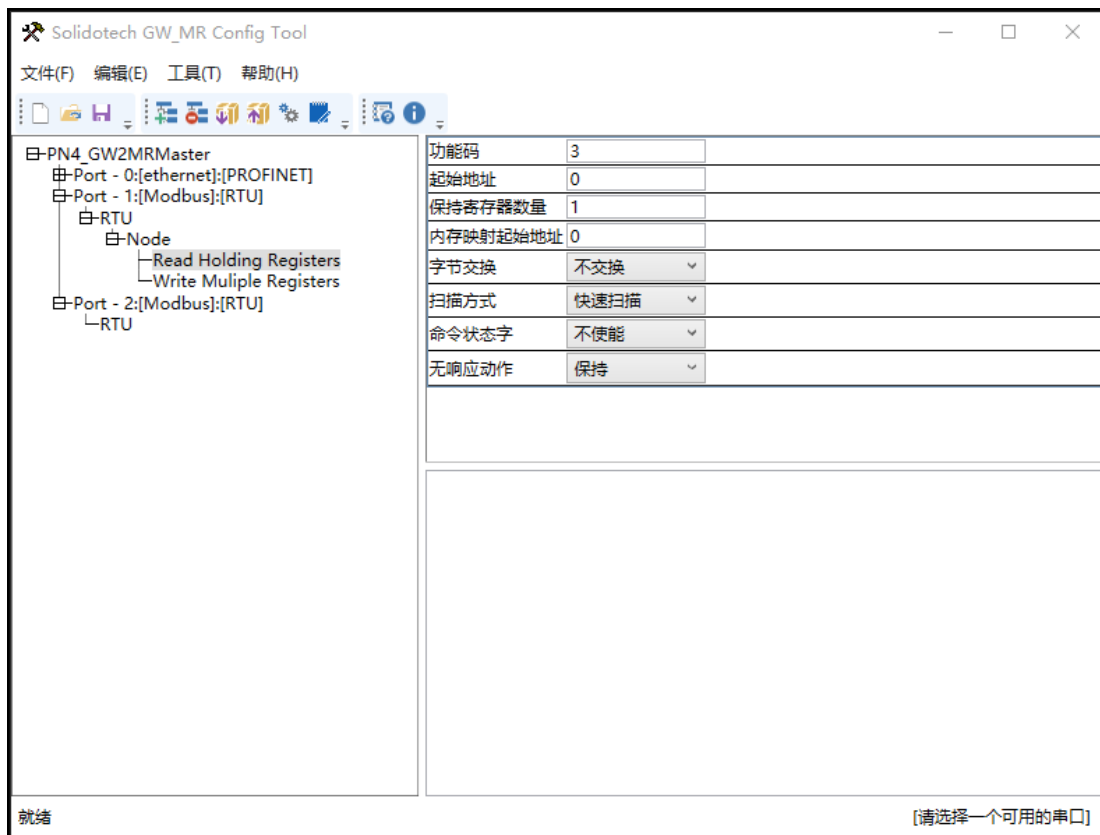 Solidotech GW_MR Config Tool
文件(F) 编辑(E) 工具(T) 帮助(H)
PN4_GW2MRMaster
Port - 0:[ethernet]:[PROFINET]
Port - 1:[Modbus]:[RTU]
RTU
Node
Read Holding Registers
Write Muliple Registers
Port - 2:[Modbus]:[RTU]
RTU
功能码 3
起始地址 0
保持寄存器数量 1
内存映射起始地址 0
字节交换 不交换
扫描方式 快速扫描
命令状态字 不使能
无响应动作 保持
就绪
[请选择一个可用的串口]